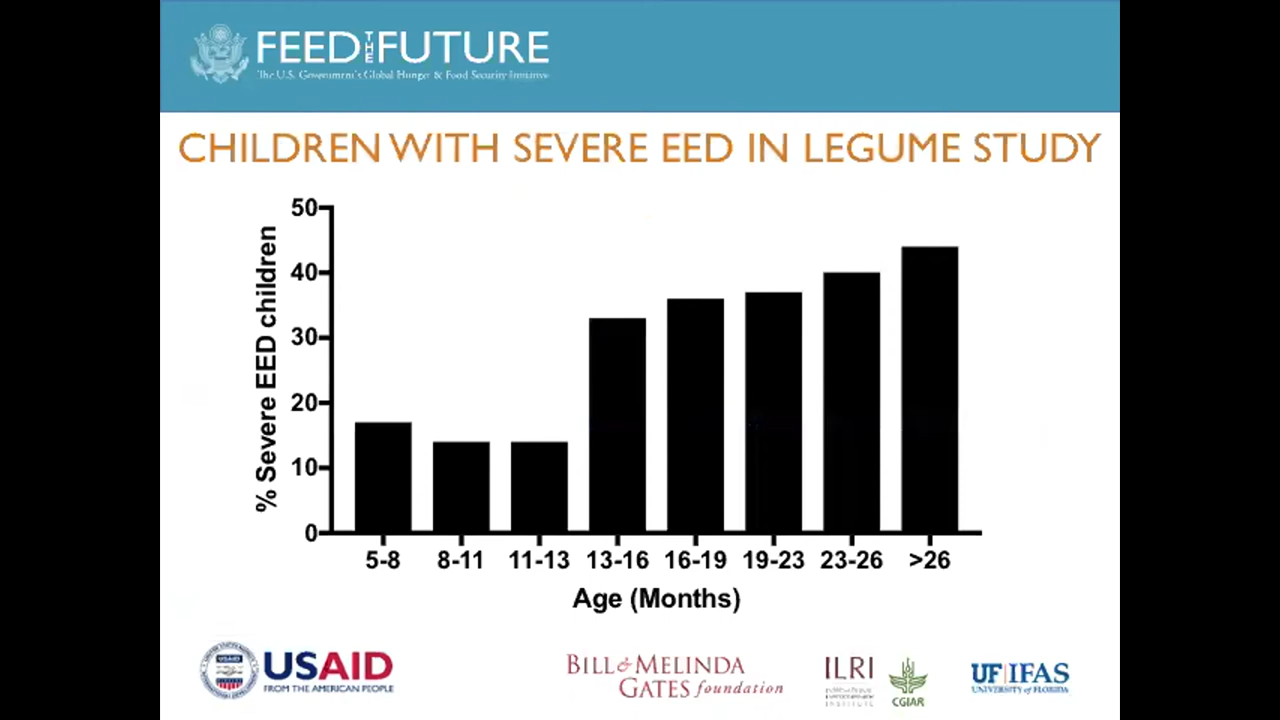 FEED THE FUTURE
The U.S. Government's Global Hunger & Food Security Initiative
CHILDREN WITH SEVERE EED IN LEGUME STUDY
50
40
30
20
10
0
% Severe EED children
5-8 8-11 11-13 13-16 16-19 19-23 23-26 >26
Age (Months)
USAID
USAID
FROM THE AMERICAN PEOPLE
BILL & MELINDA
GATES foundation
ILRI
INSTITUTE
CGIAR
UF IFAS
UNIVERSITY of FLORIDA